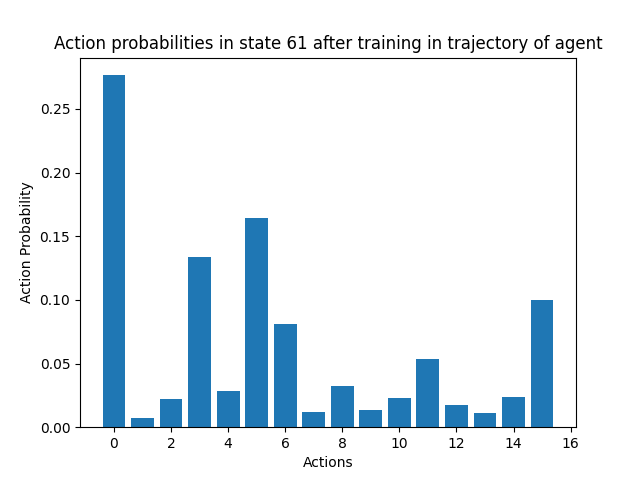 Action probabilities in state 61 after training in trajectory of agent
0.25
0.20
0.15
0.10
0.05
0.00
Action Probability
0 2 4 6 8 10 12 14 16
Actions